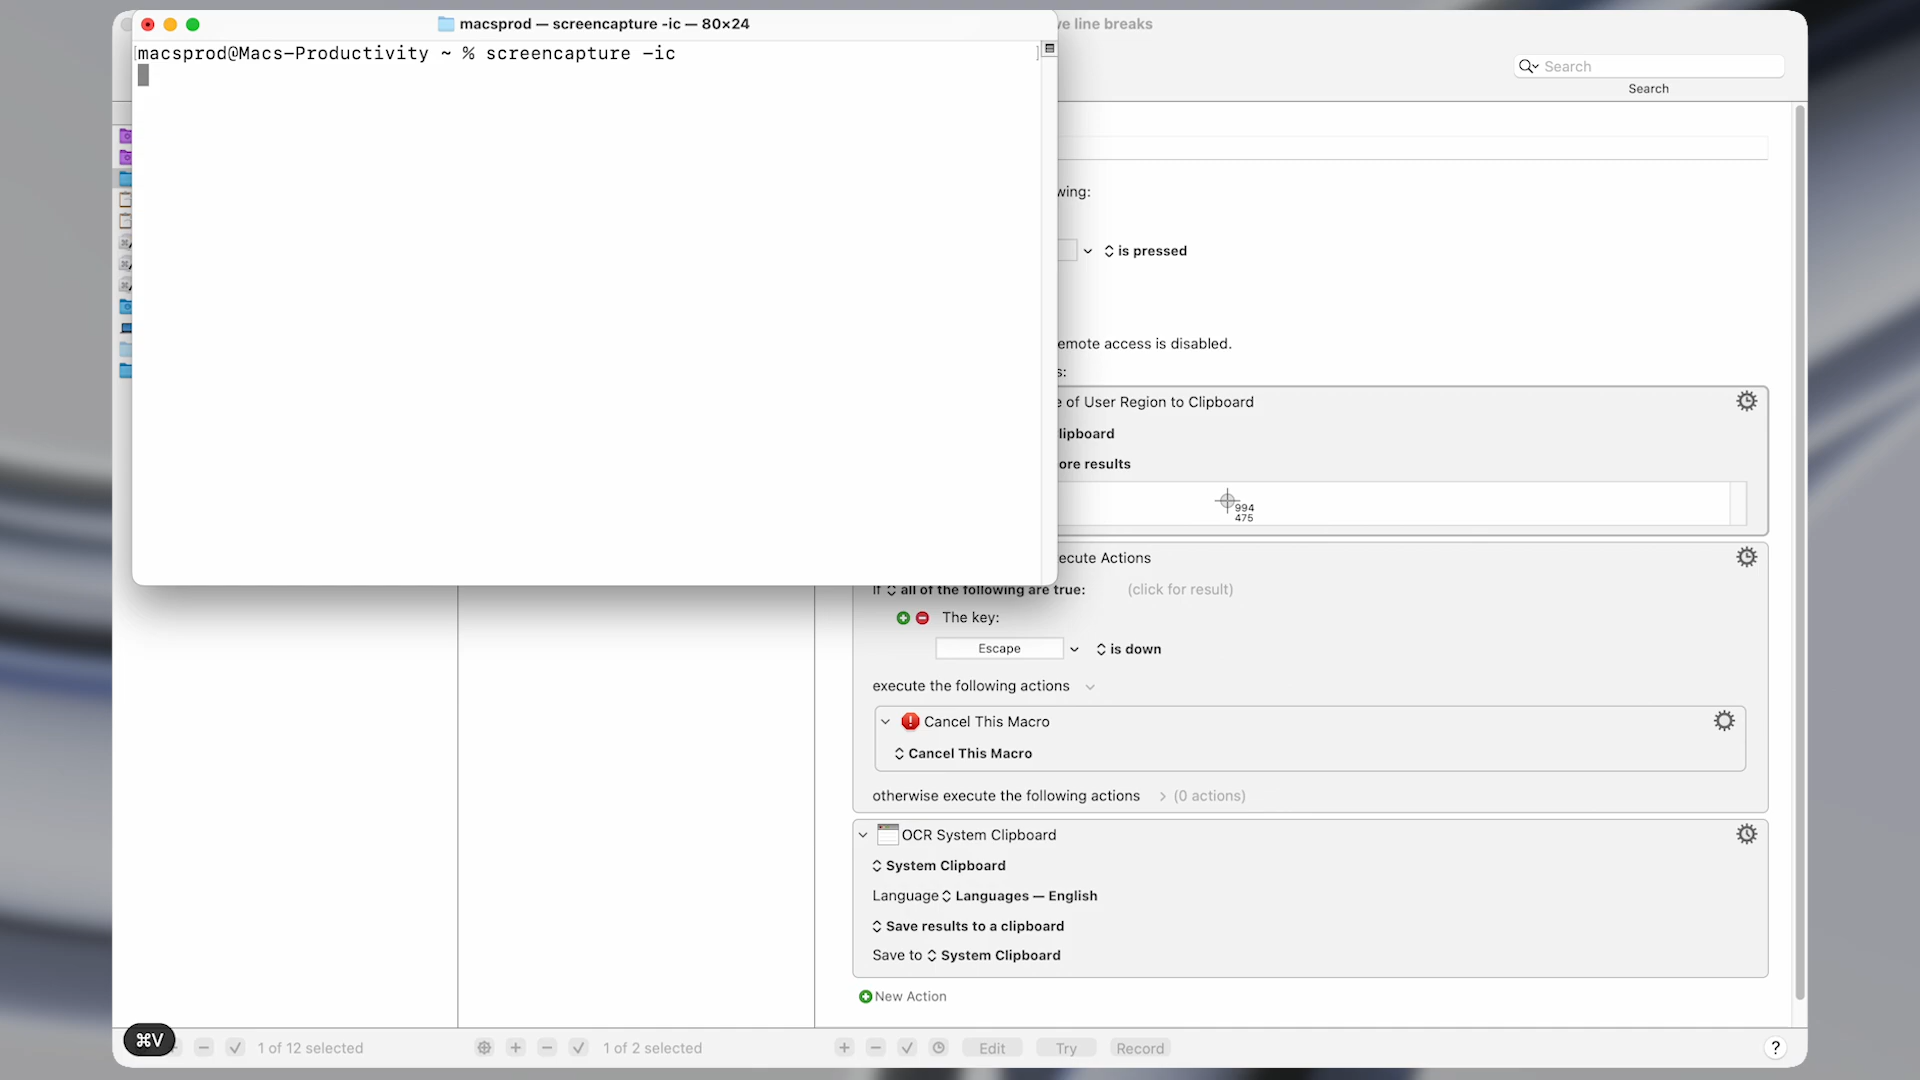 macsprod — screencapture -ic — 80×24
macsprod@Macs-Productivity ~ % screencapture -ic
ve line breaks
Search
Search
wing:
is pressed
emote access is disabled.
s:
e of User Region to Clipboard
lipboard
ore results
994
475
ecute Actions
If all of the following are true: (click for result)
The key:
Escape
is down
execute the following actions
Cancel This Macro
Cancel This Macro
otherwise execute the following actions (0 actions)
OCR System Clipboard
System Clipboard
Language Languages — English
Save results to a clipboard
Save to System Clipboard
New Action
⌘V
1 of 12 selected
1 of 2 selected
Edit
Try
Record
?